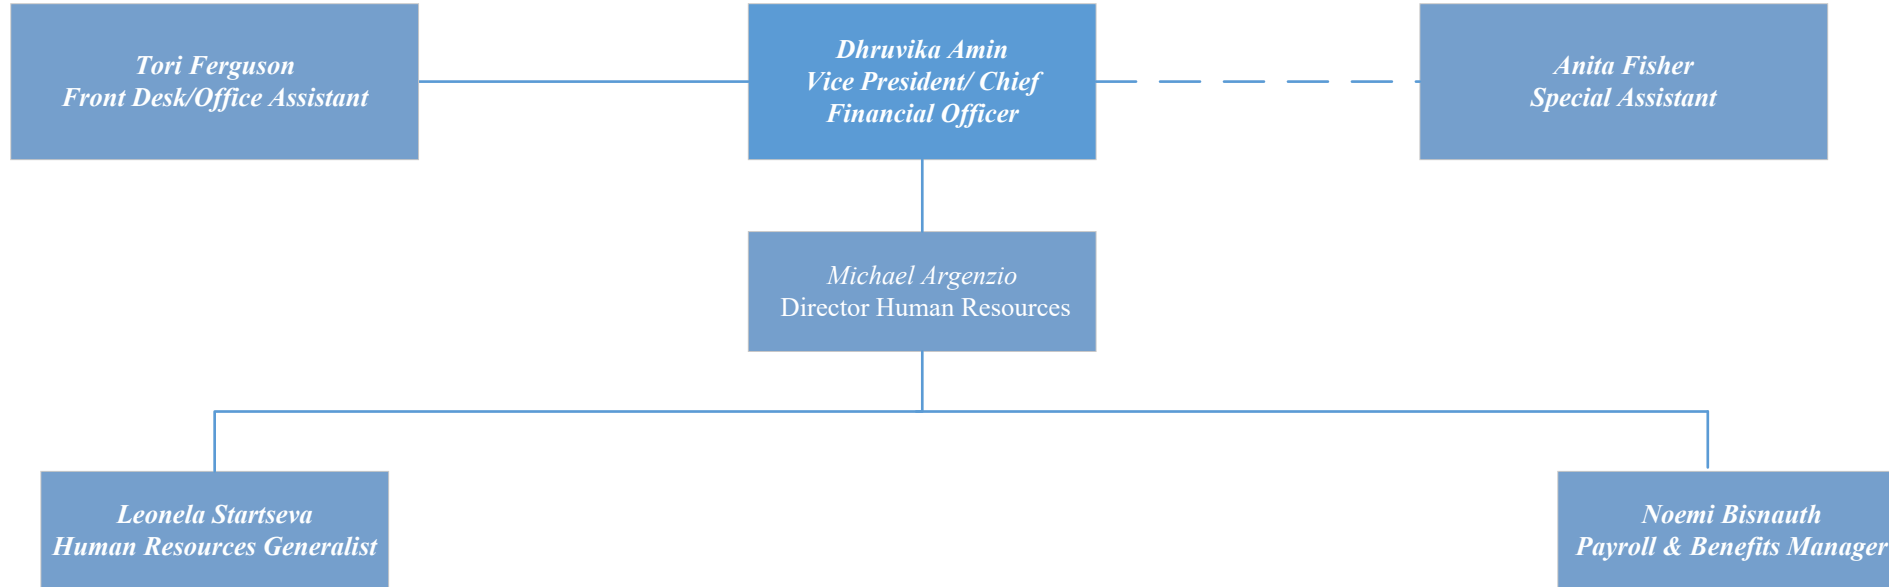 Tori Ferguson
Front Desk/Office Assistant
Dhruvika Amin
Vice President/ Chief
Financial Officer
Anita Fisher
Special Assistant
Michael Argenzio
Director Human Resources
Leonela Startseva
Human Resources Generalist
Noemi Bisnauth
Payroll & Benefits Manager